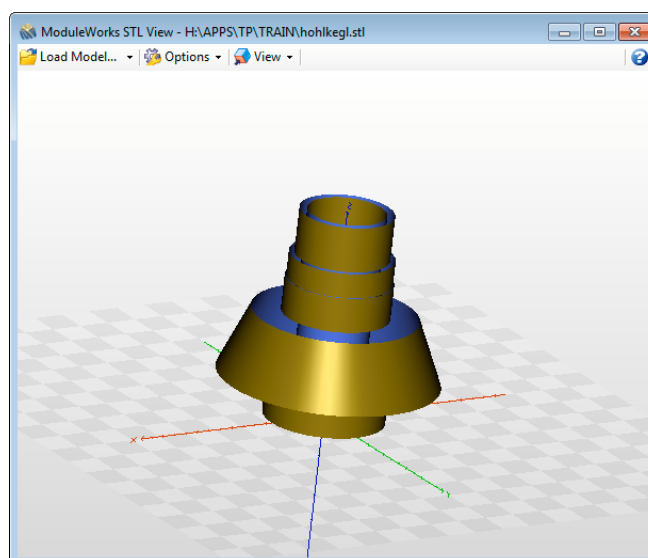 ModuleWorks STL View - H:\APPS\TP\TRAIN\hohlkegl.stl
Load Model... Options View
Z
X
Y